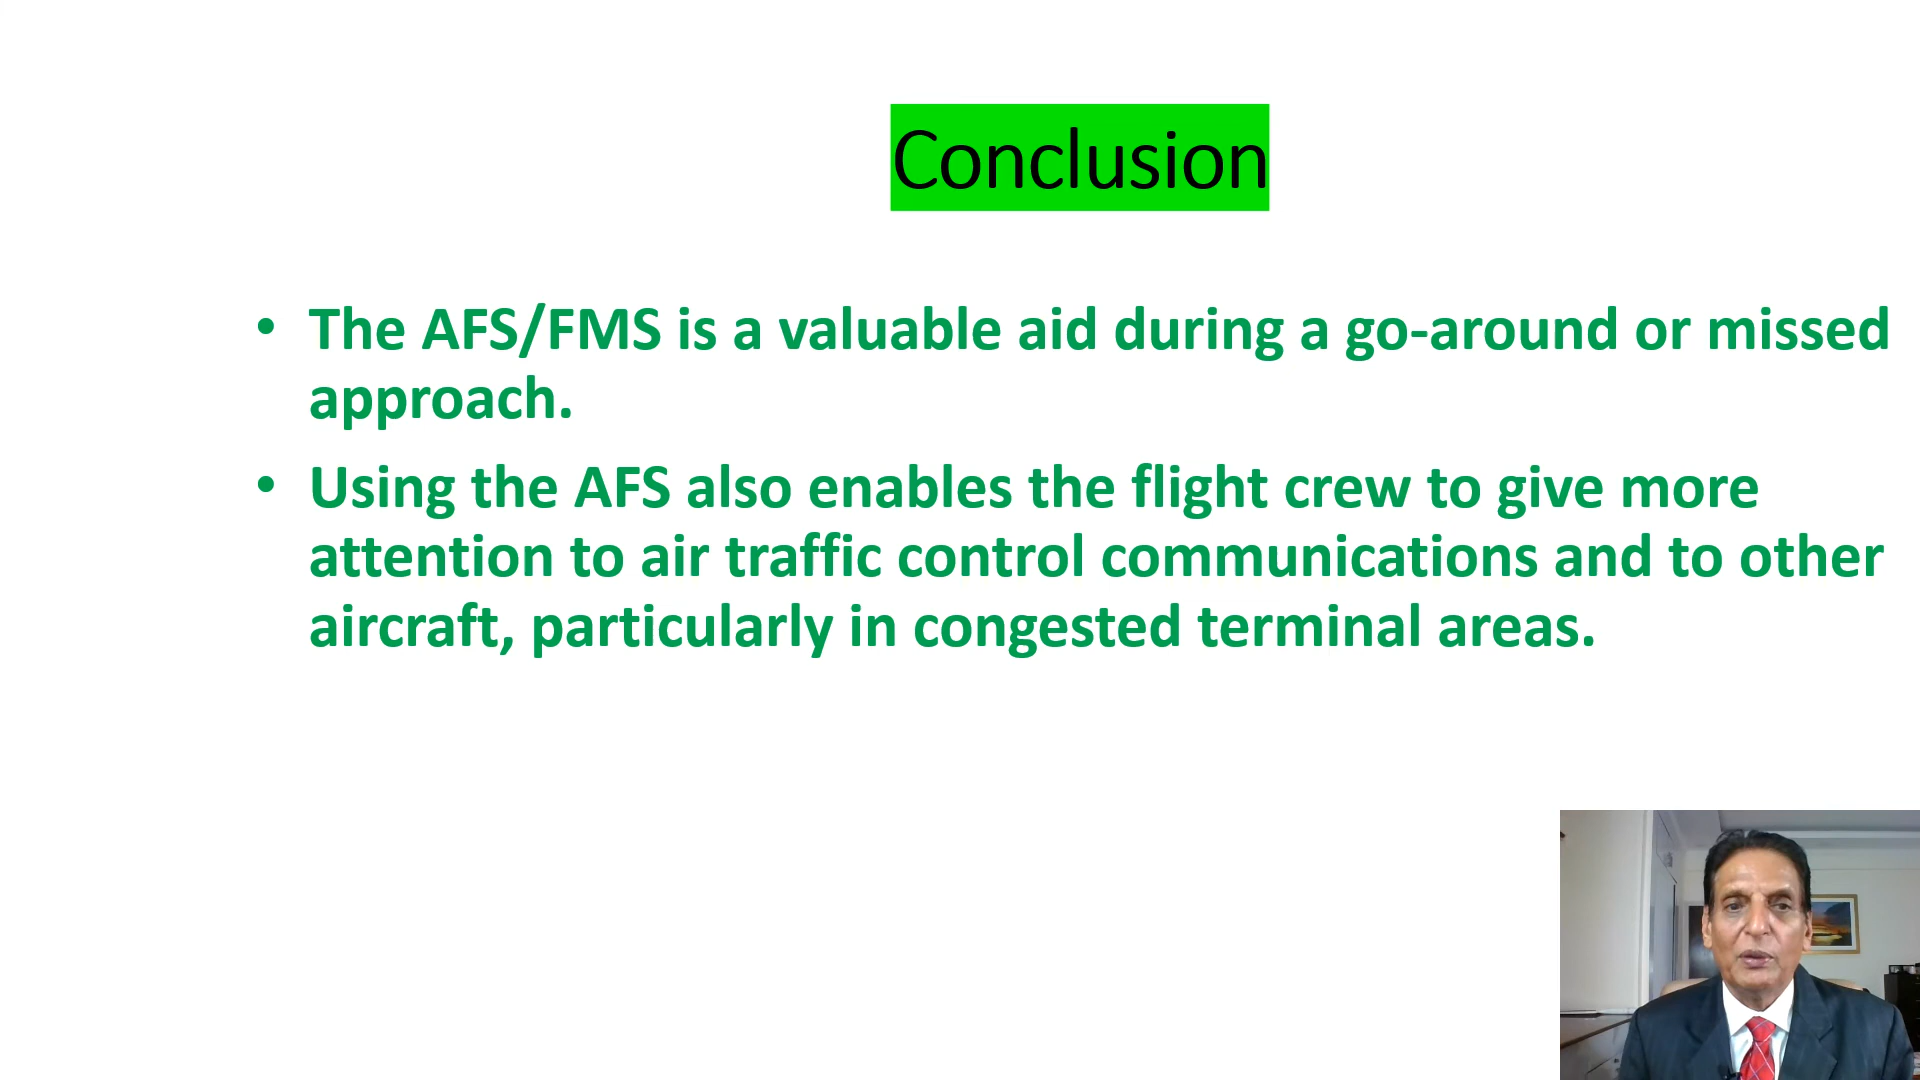 Conclusion
• The AFS/FMS is a valuable aid during a go-around or missed
approach.
• Using the AFS also enables the flight crew to give more
attention to air traffic control communications and to other
aircraft, particularly in congested terminal areas.